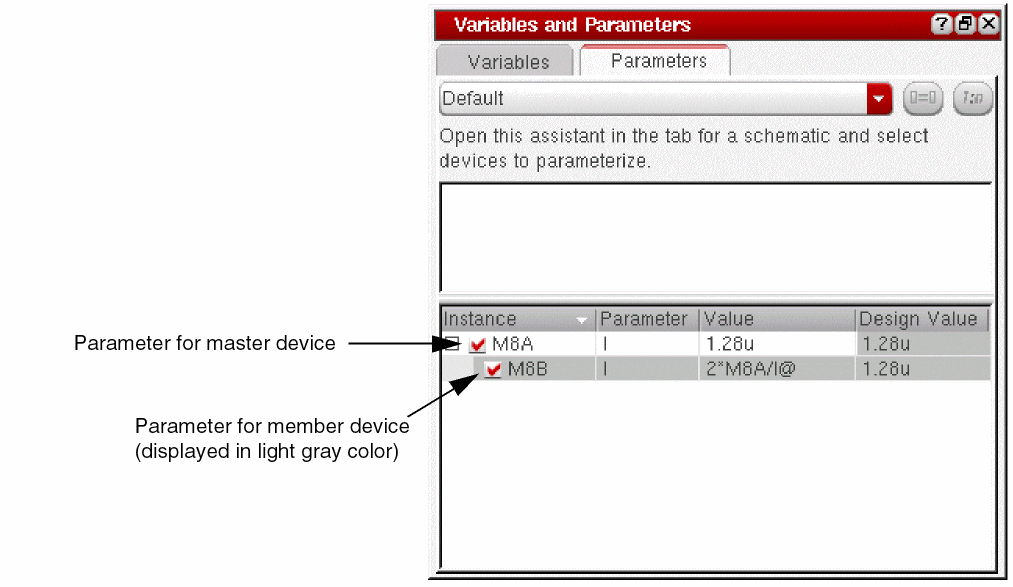 Variables and Parameters
Variables Parameters
Default
Open this assistant in the tab for a schematic and select
devices to parameterize.
Instance Parameter Value Design Value
Parameter for master device
M8A l 1.28u 1.28u
M8B l 2*M8A/l@ 1.28u
Parameter for member device
(displayed in light gray color)